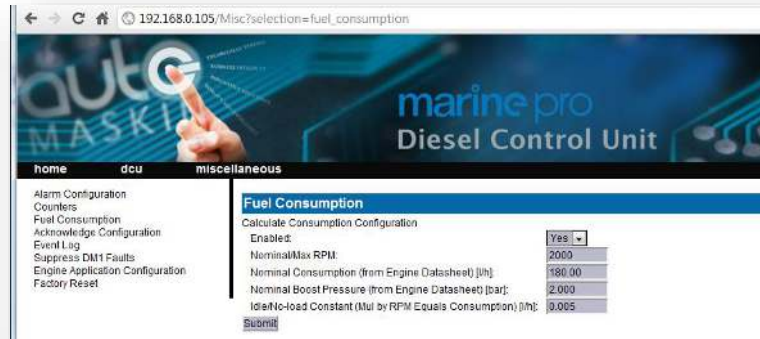 192.168.0.105/Misc?selection=fuel_consumption
auto
MASKIN
marine pro
Diesel Control Unit
home dcu miscellaneous
Alarm Configuration
Counters
Fuel Consumption
Acknowledge Configuration
Event Log
Suppress DM1 Faults
Engine Application Configuration
Factory Reset
Fuel Consumption
Calculate Consumption Configuration
Enabled: Yes
Nominal/Max RPM: 2000
Nominal Consumption (from Engine Datasheet) [l/h]: 180.00
Nominal Boost Pressure (from Engine Datasheet) [bar]: 2.000
Idle/No-load Constant (Mul by RPM Equals Consumption) [l/h]: 0.005
Submit